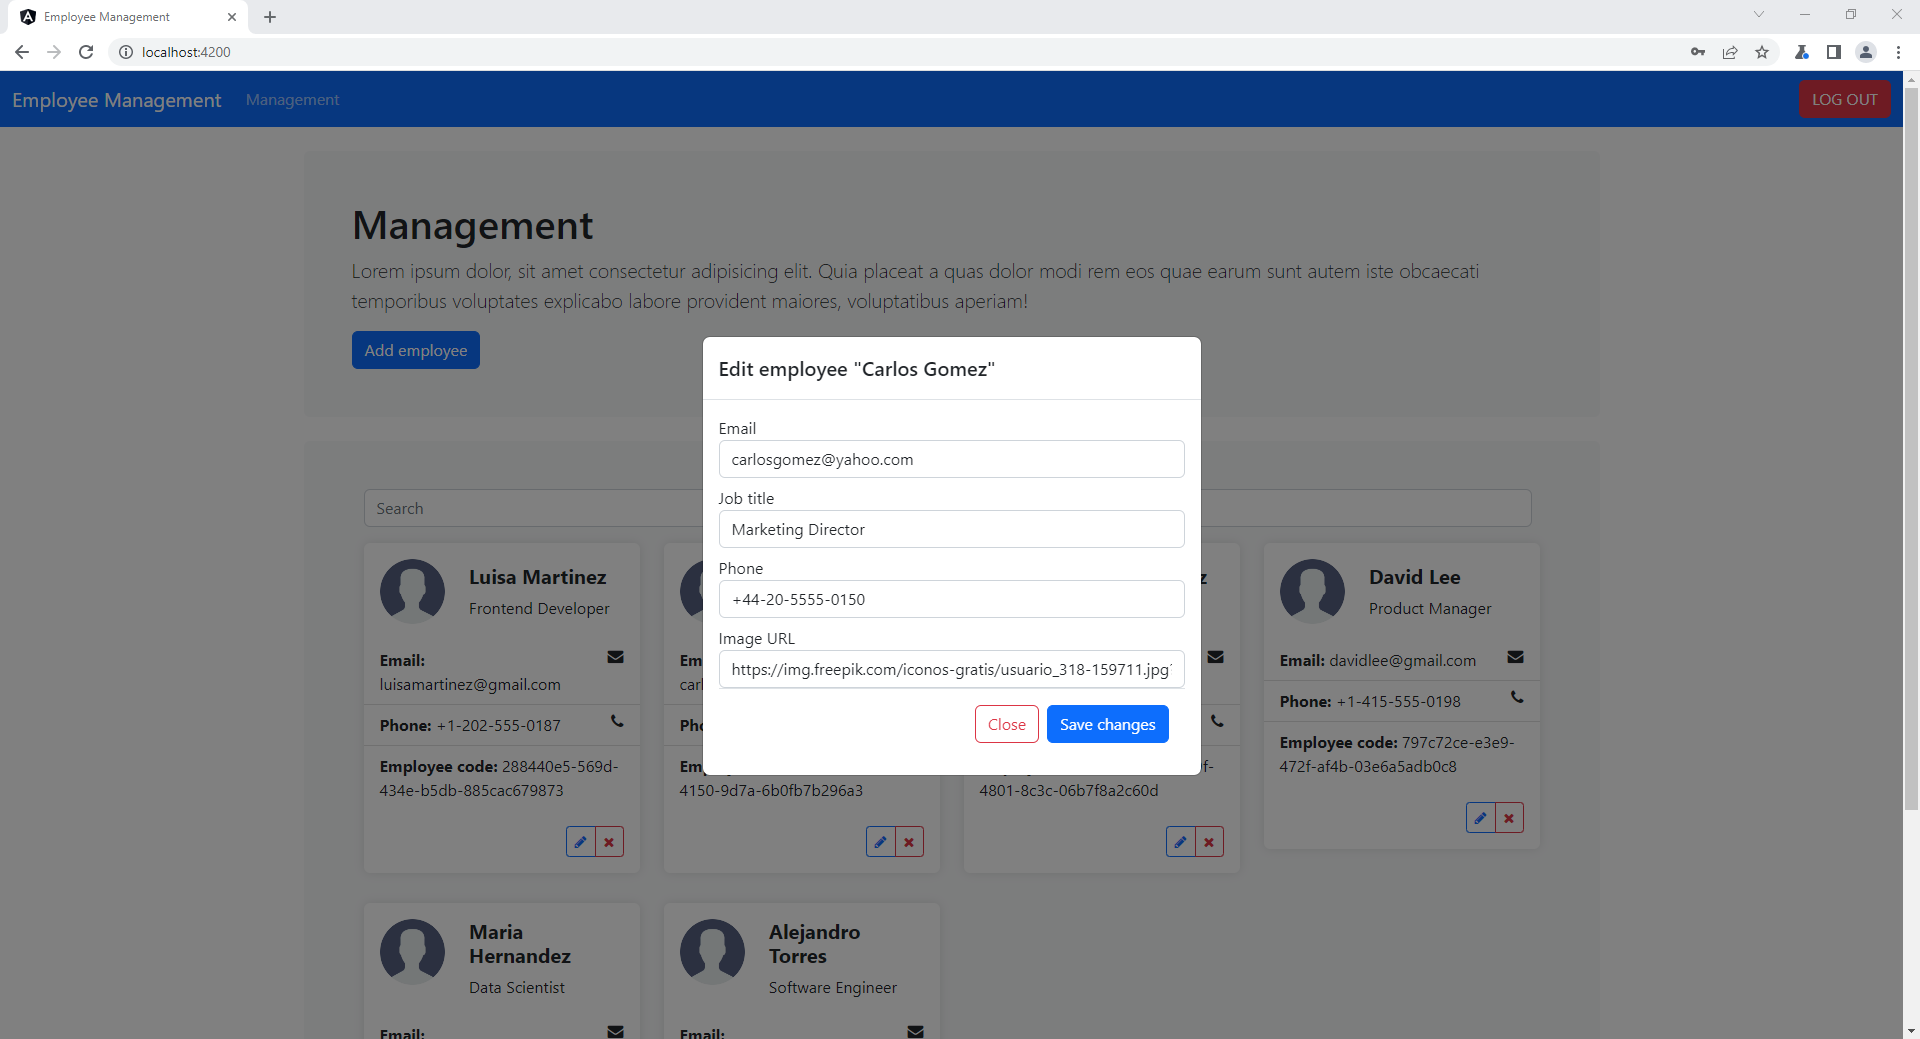 Employee Management
localhost:4200
Employee Management
Management
LOG OUT
Management
Lorem ipsum dolor, sit amet consectetur adipisicing elit. Quia placeat a quas dolor modi rem eos quae earum sunt autem iste obcaecati
temporibus voluptates explicabo labore provident maiores, voluptatibus aperiam!
Add employee
Edit employee "Carlos Gomez"
Email
carlosgomez@yahoo.com
Job title
Marketing Director
Phone
+44-20-5555-0150
Image URL
https://img.freepik.com/iconos-gratis/usuario_318-159711.jpg
Close
Save changes
Search
Luisa Martinez
Frontend Developer
Email:
luisamartinez@gmail.com
Phone: +1-202-555-0187
Employee code: 288440e5-569d-
434e-b5db-885cac679873
Em
carl
Pho
Em
4150-9d7a-6b0fb7b296a3
z
f-
4801-8c3c-06b7f8a2c60d
David Lee
Product Manager
Email: davidlee@gmail.com
Phone: +1-415-555-0198
Employee code: 797c72ce-e3e9-
472f-af4b-03e6a5adb0c8
Maria
Hernandez
Data Scientist
Email:
Alejandro
Torres
Software Engineer
Email: